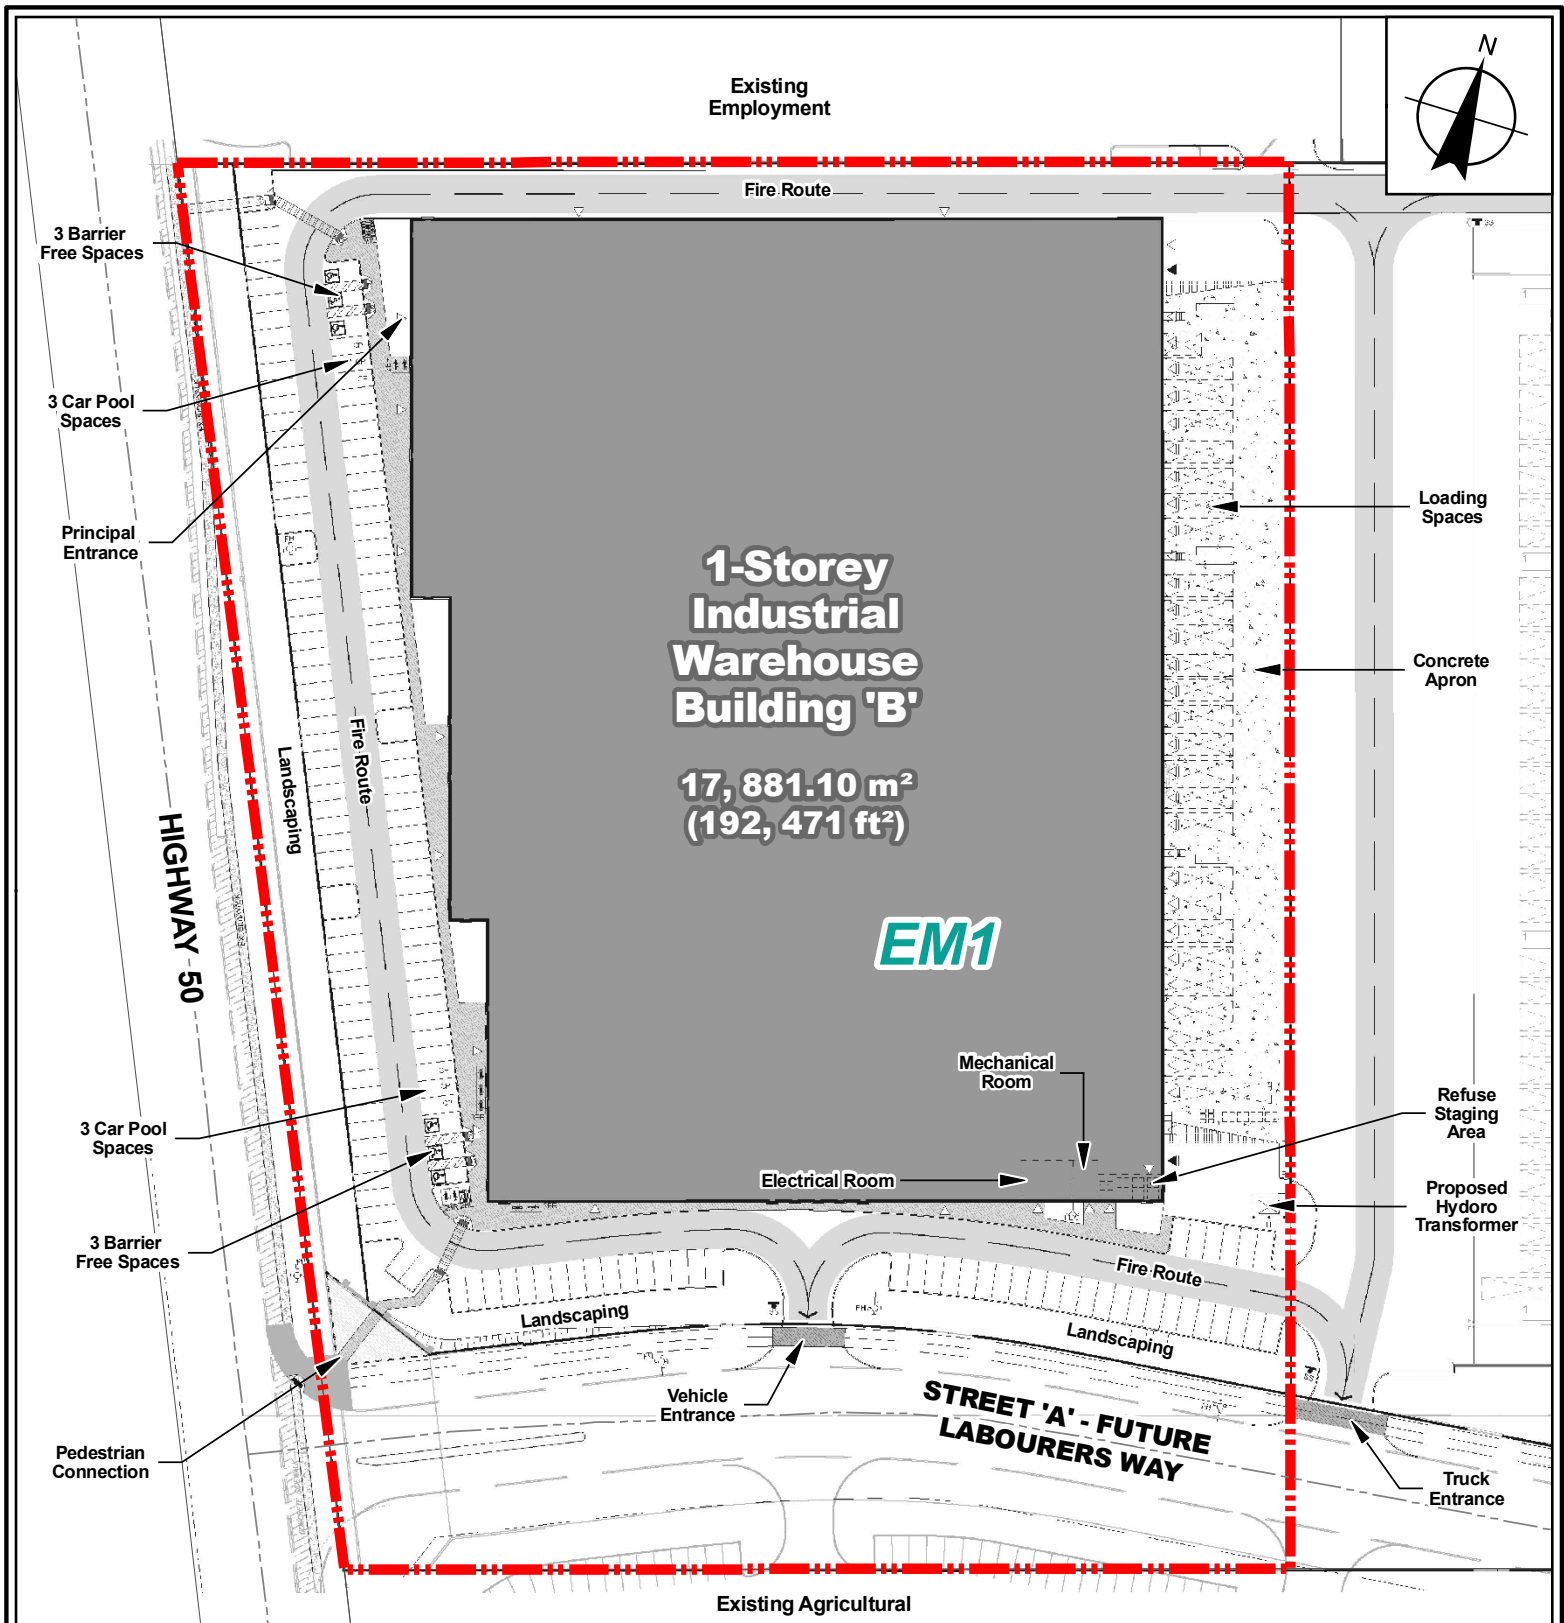 N
Existing
Employment
Fire Route
3 Barrier
Free Spaces
3 Car Pool
Spaces
Principal
Entrance
Loading
Spaces
1-Storey
Industrial
Warehouse
Building 'B'
17, 881.10 m²
(192, 471 ft²)
Concrete
Apron
Fire Route
Landscaping
HIGHWAY 50
EM1
Mechanical
Room
Refuse
Staging
Area
3 Car Pool
Spaces
Electrical Room
Proposed
Hydoro
Transformer
3 Barrier
Free Spaces
Fire Route
Landscaping
Landscaping
Vehicle
Entrance
STREET 'A' - FUTURE
LABOURERS WAY
Pedestrian
Connection
Truck
Entrance
Existing Agricultural